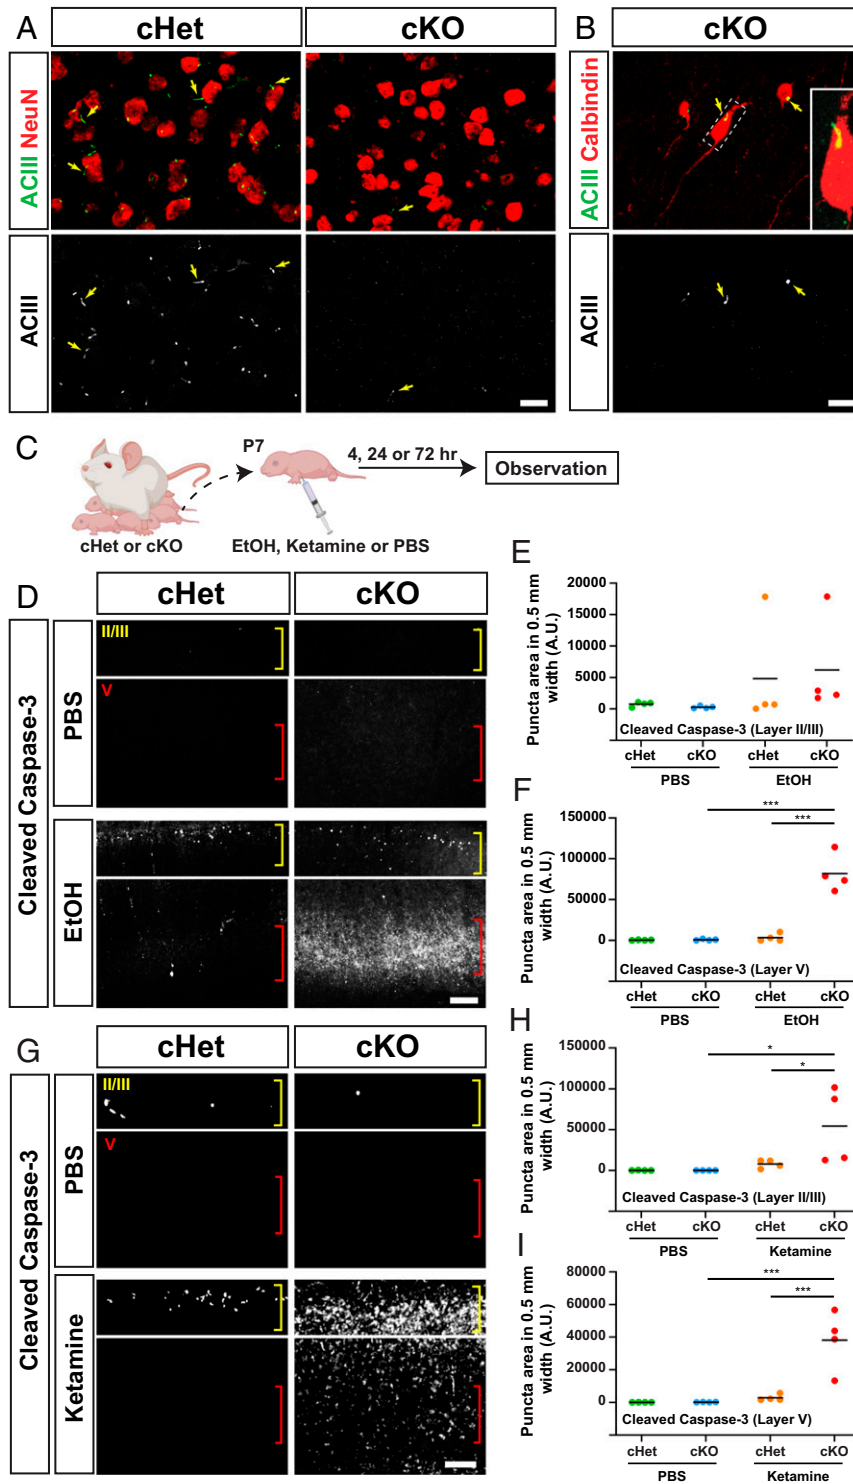 A
cHet
cKO
ACIII NeuN
ACIII
B
cKO
ACIII Calbindin
ACIII
C
P7
4, 24 or 72 hr
Observation
cHet or cKO
EtOH, Ketamine or PBS
D
cHet
cKO
Cleaved Caspase-3
PBS
II/III
V
EtOH
E
Puncta area in 0.5 mm
width (A.U.)
20000
15000
10000
5000
0
Cleaved Caspase-3 (Layer II/III)
cHet cKO cHet cKO
PBS EtOH
F
Puncta area in 0.5 mm
width (A.U.)
150000
100000
50000
0
***
***
Cleaved Caspase-3 (Layer V)
cHet cKO cHet cKO
PBS EtOH
G
cHet
cKO
Cleaved Caspase-3
PBS
II/III
V
Ketamine
H
Puncta area in 0.5 mm
width (A.U.)
150000
100000
50000
0
*
*
Cleaved Caspase-3 (Layer II/III)
cHet cKO cHet cKO
PBS Ketamine
I
Puncta area in 0.5 mm
width (A.U.)
80000
60000
40000
20000
0
***
***
Cleaved Caspase-3 (Layer V)
cHet cKO cHet cKO
PBS Ketamine